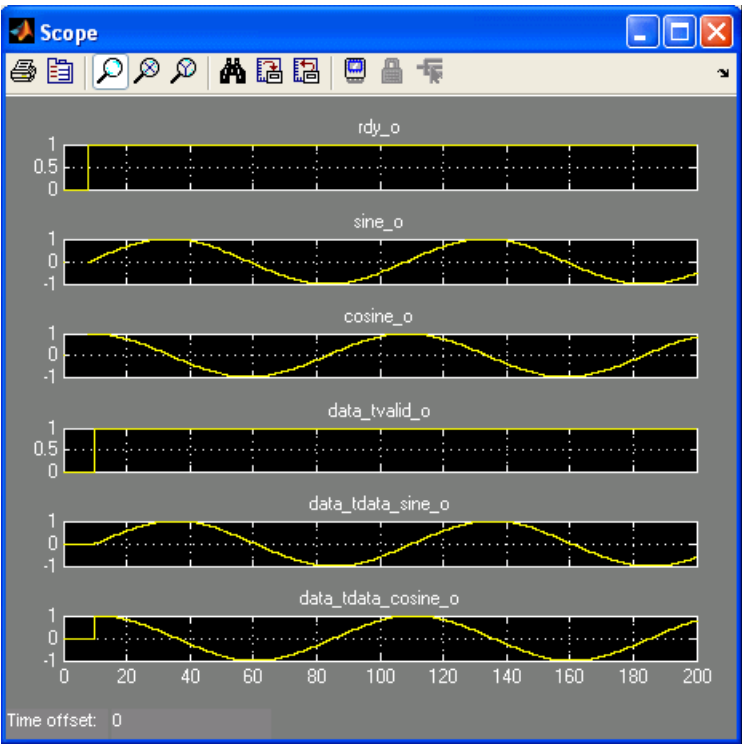 Scope
rdy_o
1
0.5
0
sine_o
1
0
-1
cosine_o
1
0
-1
data_tvalid_o
1
0.5
0
data_tdata_sine_o
1
0
-1
data_tdata_cosine_o
1
0
-1
0 20 40 60 80 100 120 140 160 180 200
Time offset: 0